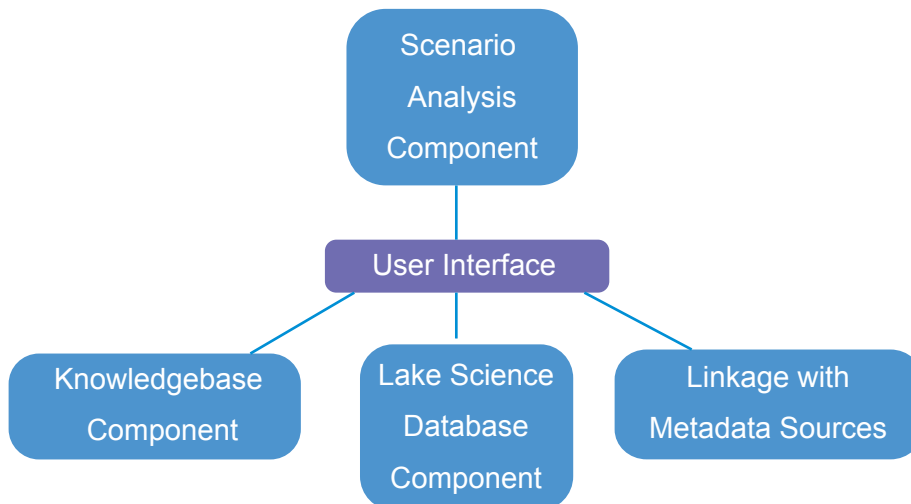 Scenario
Analysis
Component
User Interface
Knowledgebase
Component
Lake Science
Database
Component
Linkage with
Metadata Sources